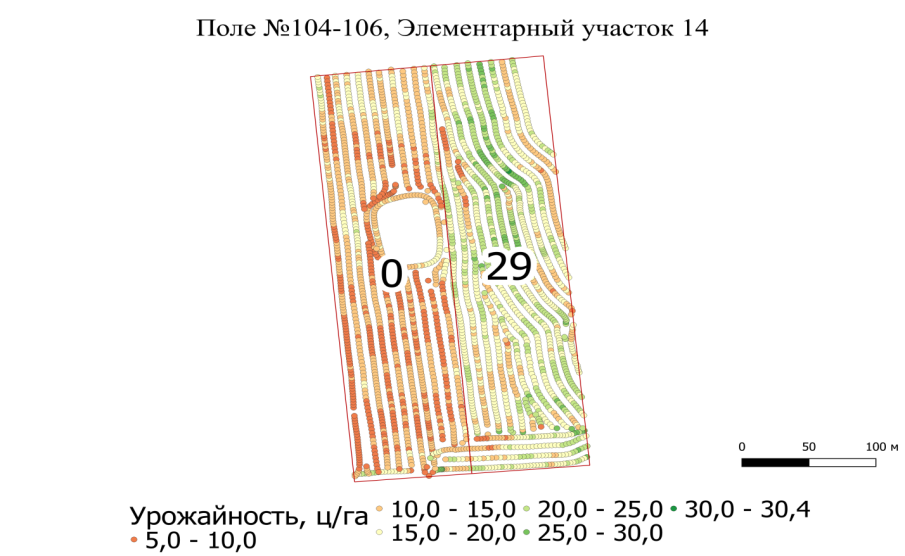 Поле №104-106, Элементарный участок 14
0
29
0 50 100 м
Урожайность, ц/га
5,0 - 10,0
10,0 - 15,0
15,0 - 20,0
20,0 - 25,0
25,0 - 30,0
30,0 - 30,4